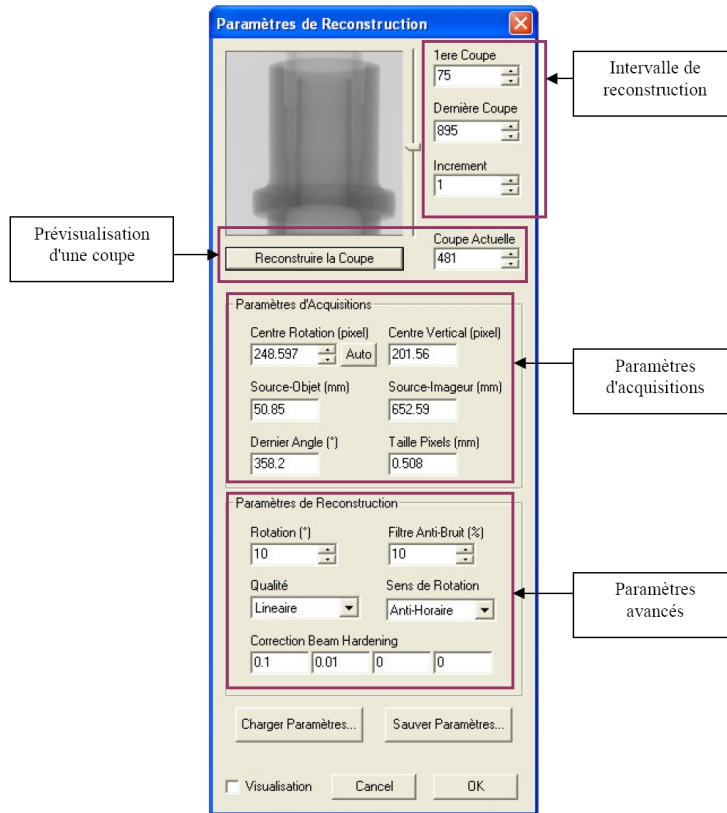 Paramètres de Reconstruction
1ere Coupe
75
Dernière Coupe
895
Increment
1
Intervalle de
reconstruction
Prévisualisation
d'une coupe
Reconstruire la Coupe
Coupe Actuelle
481
Paramètres d'Acquisitions
Centre Rotation (pixel) Centre Vertical (pixel)
248.597 Auto 201.56
Source-Objet (mm) Source-Imageur (mm)
50.85 652.59
Dernier Angle (°) Taille Pixels (mm)
358.2 0.508
Paramètres
d'acquisitions
Paramètres de Reconstruction
Rotation (°) Filtre Anti-Bruit (%)
10 10
Qualité Sens de Rotation
Lineaire Anti-Horaire
Correction Beam Hardening
0.1 0.01 0 0
Paramètres
avancés
Charger Paramètres... Sauver Paramètres...
Visualisation Cancel OK